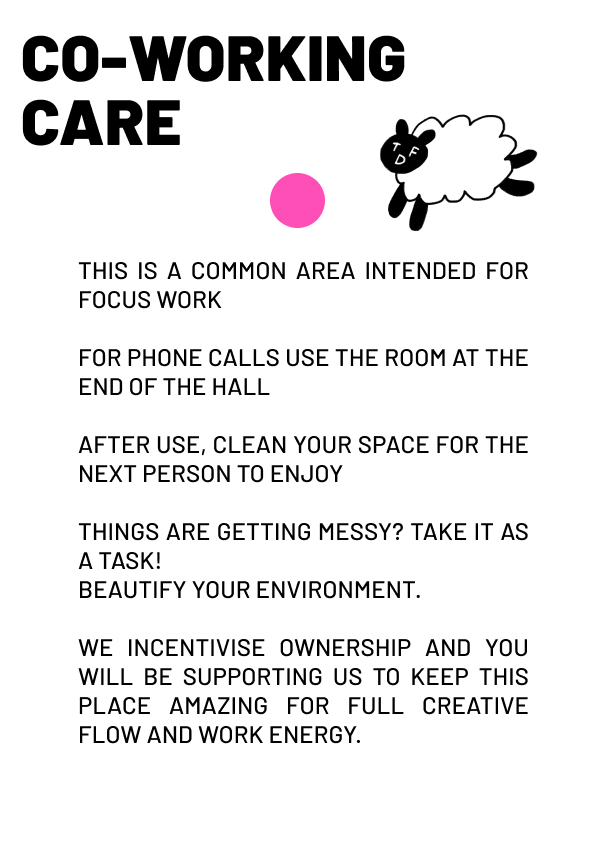 CO-WORKING
CARE
T F
D
THIS IS A COMMON AREA INTENDED FOR
FOCUS WORK
FOR PHONE CALLS USE THE ROOM AT THE
END OF THE HALL
AFTER USE, CLEAN YOUR SPACE FOR THE
NEXT PERSON TO ENJOY
THINGS ARE GETTING MESSY? TAKE IT AS
A TASK!
BEAUTIFY YOUR ENVIRONMENT.
WE INCENTIVISE OWNERSHIP AND YOU
WILL BE SUPPORTING US TO KEEP THIS
PLACE AMAZING FOR FULL CREATIVE
FLOW AND WORK ENERGY.